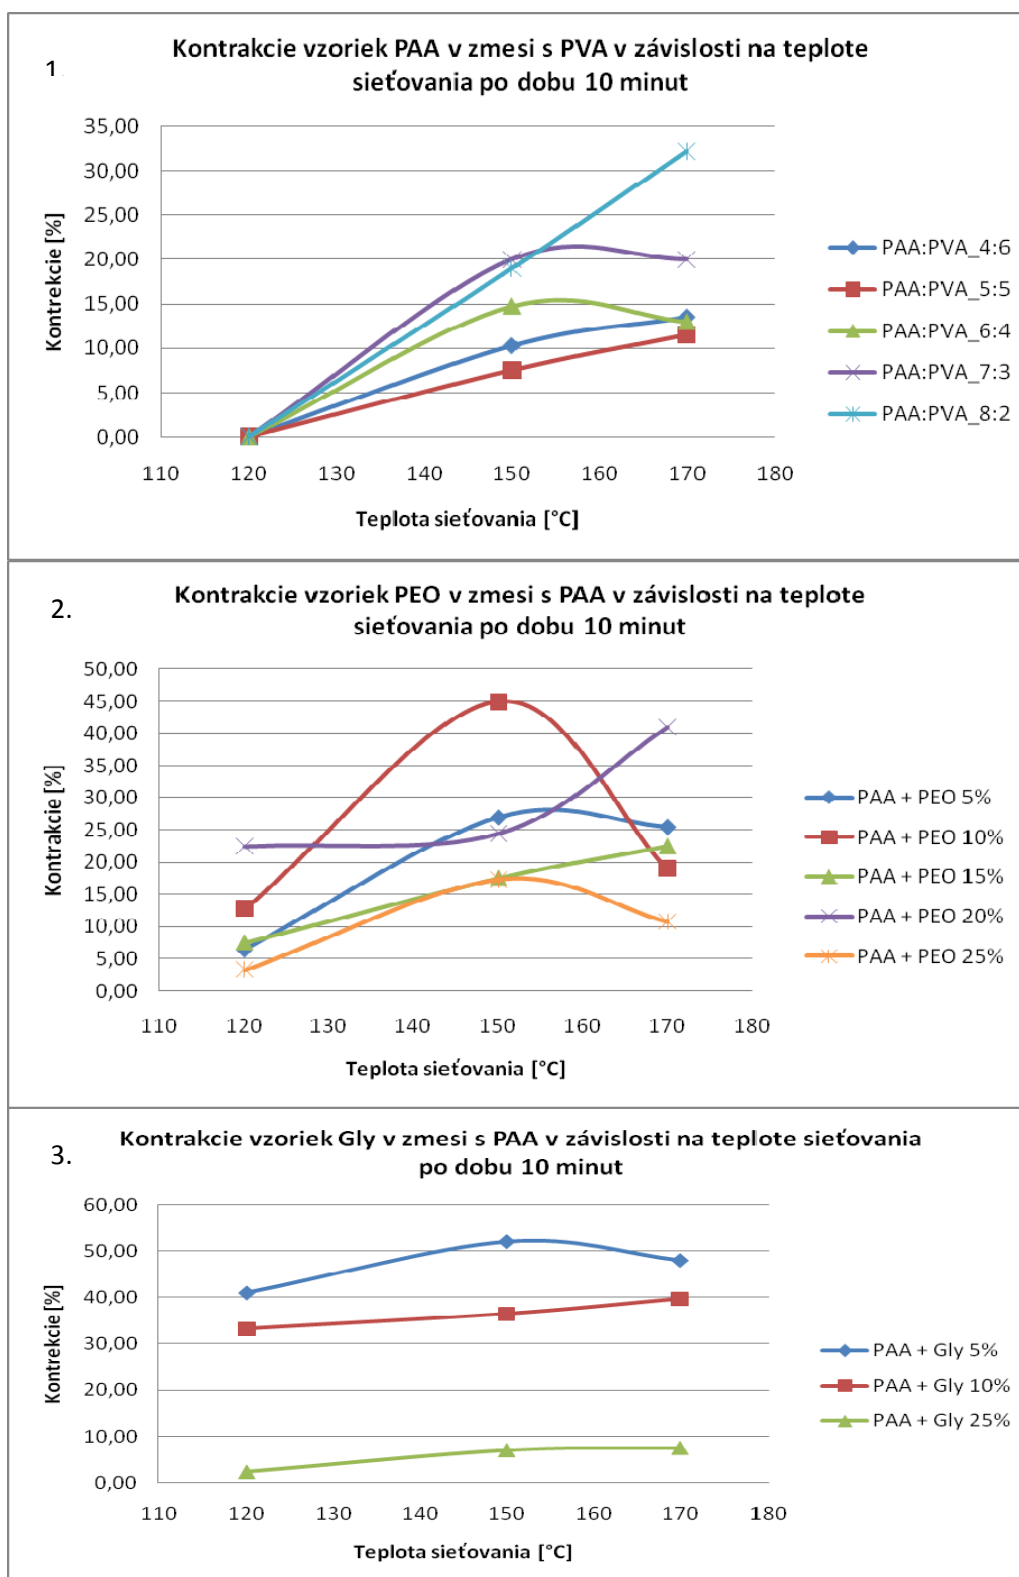 1.
Kontrakcie vzoriek PAA v zmesi s PVA v závislosti na teplote
sieťovania po dobu 10 minut
Kontrekcie [%]
35,00
30,00
25,00
20,00
15,00
10,00
5,00
0,00
110 120 130 140 150 160 170 180
Teplota sieťovania [°C]
PAA:PVA_4:6
PAA:PVA_5:5
PAA:PVA_6:4
PAA:PVA_7:3
PAA:PVA_8:2
2.
Kontrakcie vzoriek PEO v zmesi s PAA v závislosti na teplote
sieťovania po dobu 10 minut
Kontrakcie [%]
50,00
45,00
40,00
35,00
30,00
25,00
20,00
15,00
10,00
5,00
0,00
110 120 130 140 150 160 170 180
Teplota sieťovania [°C]
PAA + PEO 5%
PAA + PEO 10%
PAA + PEO 15%
PAA + PEO 20%
PAA + PEO 25%
3.
Kontrakcie vzoriek Gly v zmesi s PAA v závislosti na teplote sieťovania
po dobu 10 minut
Kontrekcie [%]
60,00
50,00
40,00
30,00
20,00
10,00
0,00
110 120 130 140 150 160 170 180
Teplota sieťovania [°C]
PAA + Gly 5%
PAA + Gly 10%
PAA + Gly 25%